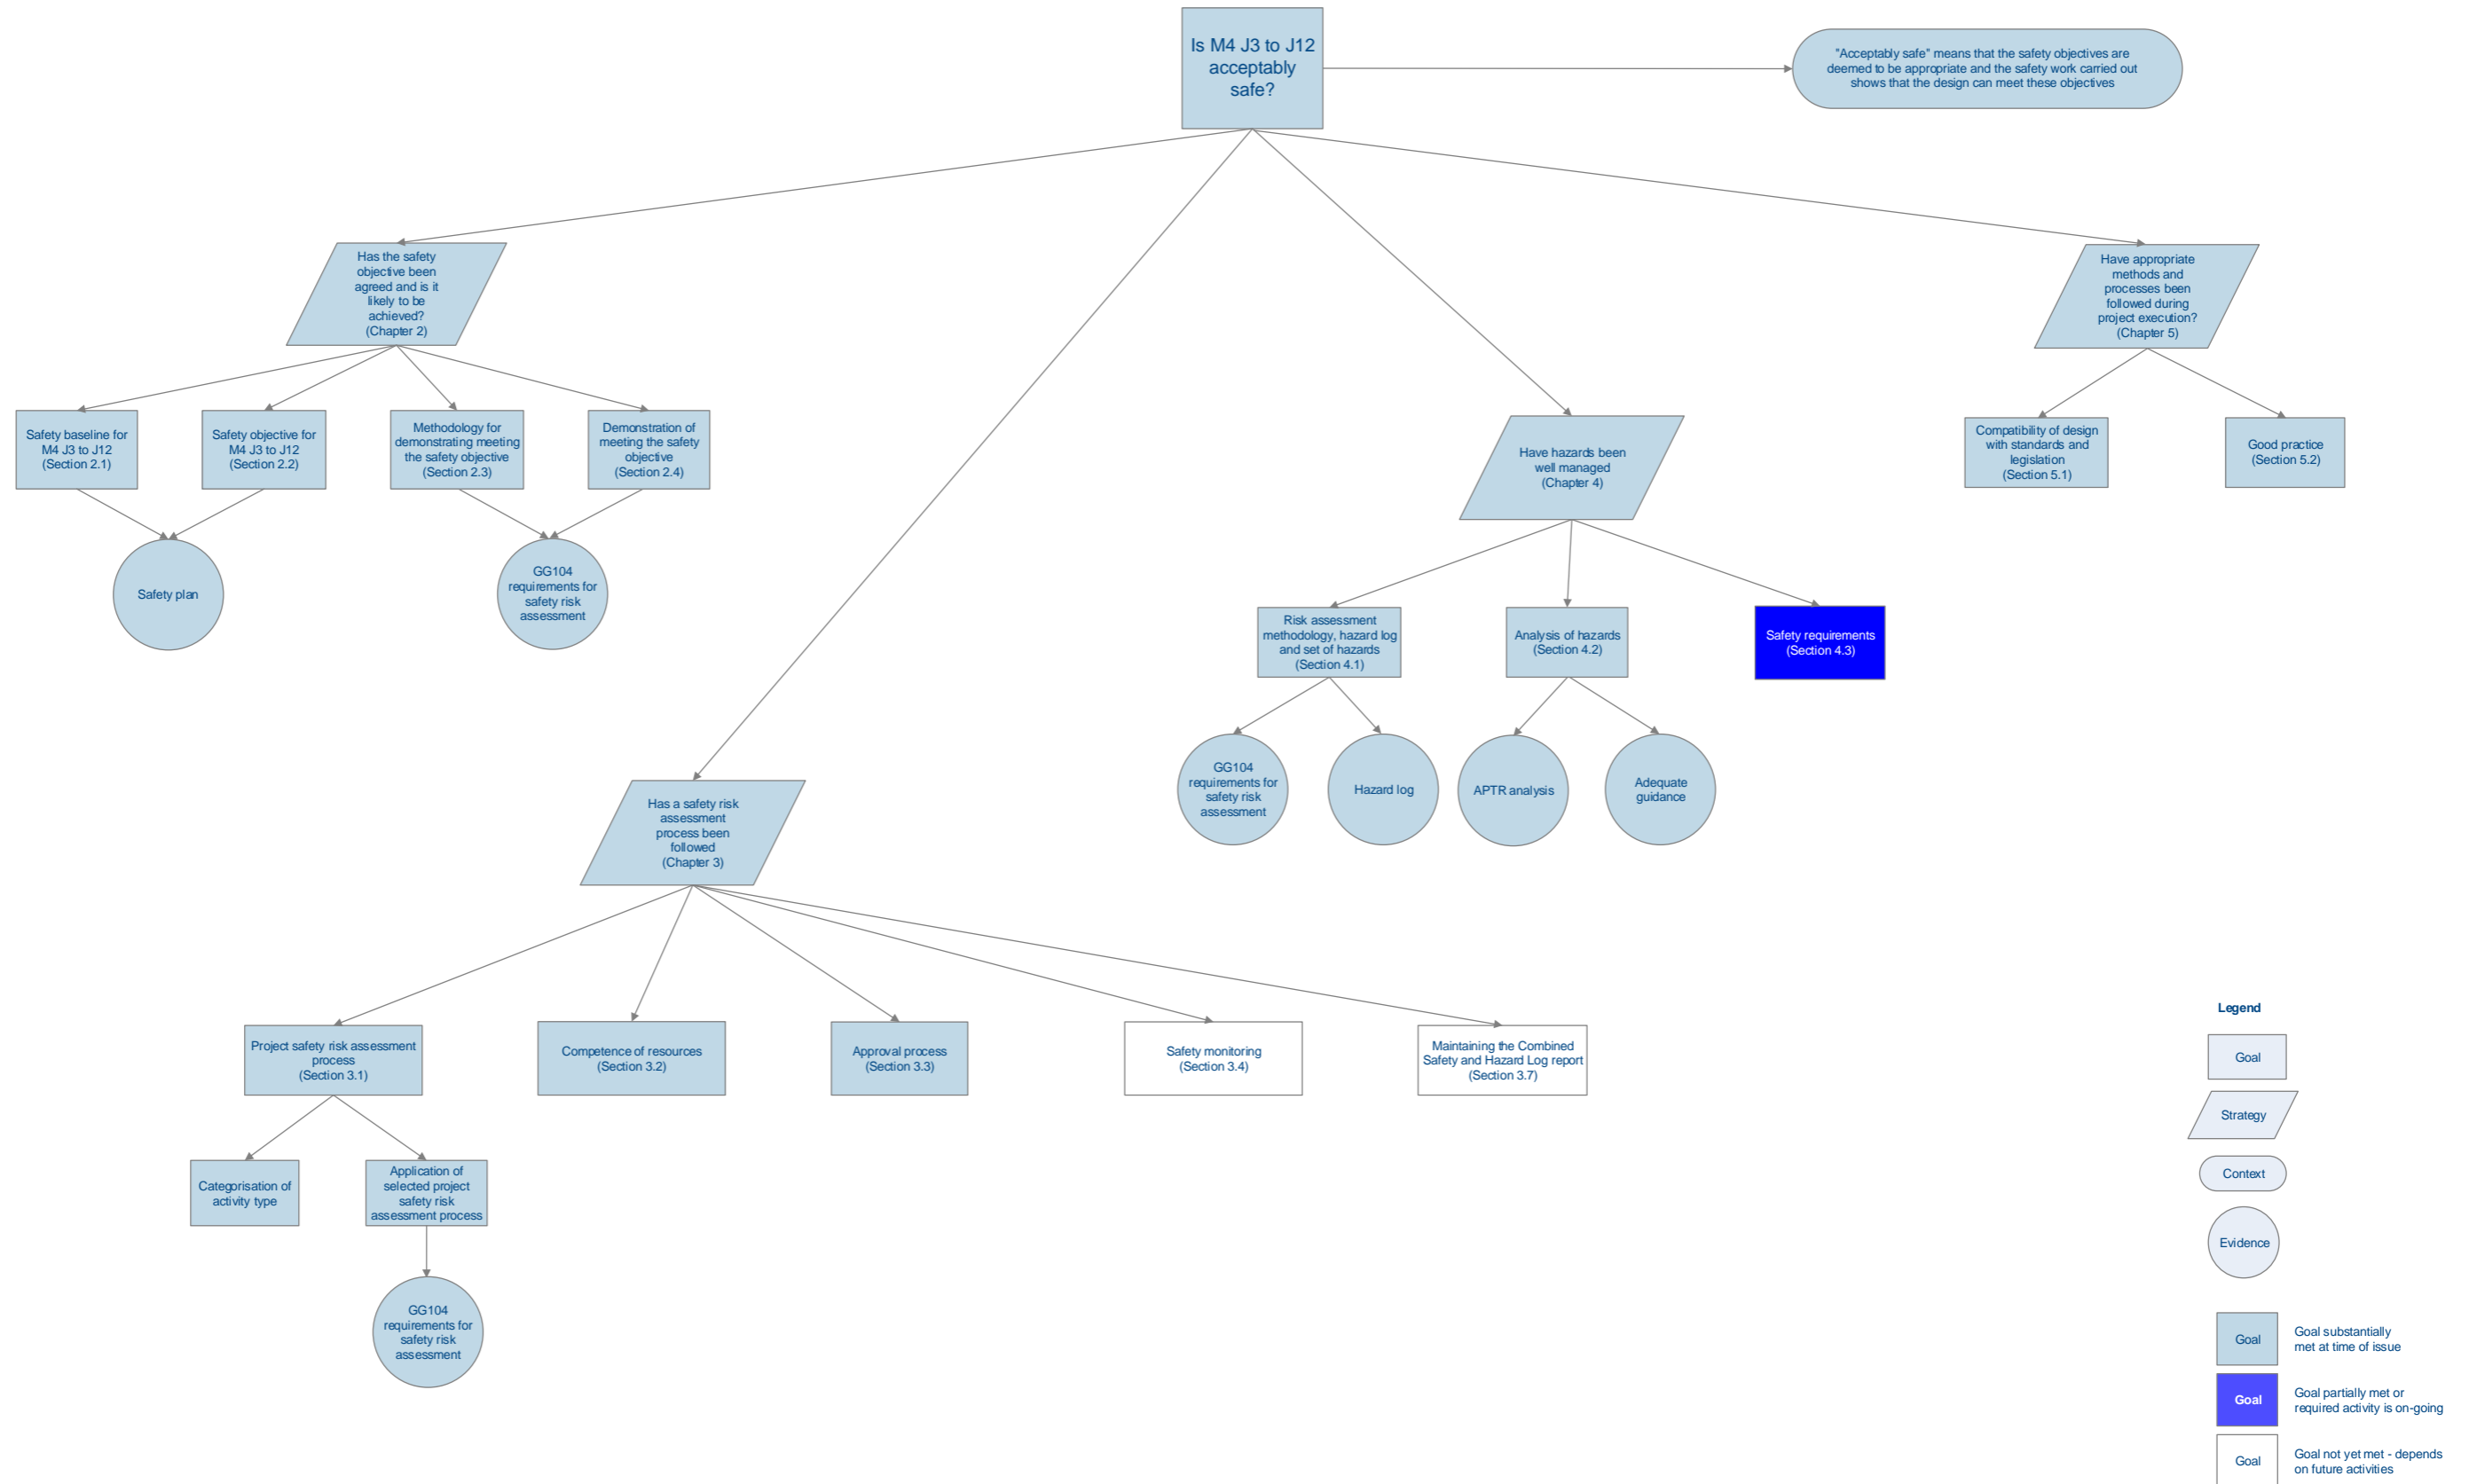 Is M4 J3 to J12
acceptably
safe?
"Acceptably safe" means that the safety objectives are
deemed to be appropriate and the safety work carried out
shows that the design can meet these objectives
Has the safety
objective been
agreed and is it
likely to be
achieved?
(Chapter 2)
Have appropriate
methods and
processes been
followed during
project execution?
(Chapter 5)
Safety baseline for
M4 J3 to J12
(Section 2.1)
Safety objective for
M4 J3 to J12
(Section 2.2)
Methodology for
demonstrating meeting
the safety objective
(Section 2.3)
Demonstration of
meeting the safety
objective
(Section 2.4)
Have hazards been
well managed
(Chapter 4)
Compatibility of design
with standards and
legislation
(Section 5.1)
Good practice
(Section 5.2)
Safety plan
GG104
requirements for
safety risk
assessment
Risk assessment
methodology, hazard log
and set of hazards
(Section 4.1)
Analysis of hazards
(Section 4.2)
Safety requirements
(Section 4.3)
GG104
requirements for
safety risk
assessment
Hazard log
APTR analysis
Adequate
guidance
Has a safety risk
assessment
process been
followed
(Chapter 3)
Project safety risk assessment
process
(Section 3.1)
Competence of resources
(Section 3.2)
Approval process
(Section 3.3)
Safety monitoring
(Section 3.4)
Maintaining the Combined
Safety and Hazard Log report
(Section 3.7)
Categorisation of
activity type
Application of
selected project
safety risk
assessment process
GG104
requirements for
safety risk
assessment
Legend
Goal
Strategy
Context
Evidence
Goal
Goal substantially
met at time of issue
Goal
Goal partially met or
required activity is on-going
Goal
Goal not yet met - depends
on future activities